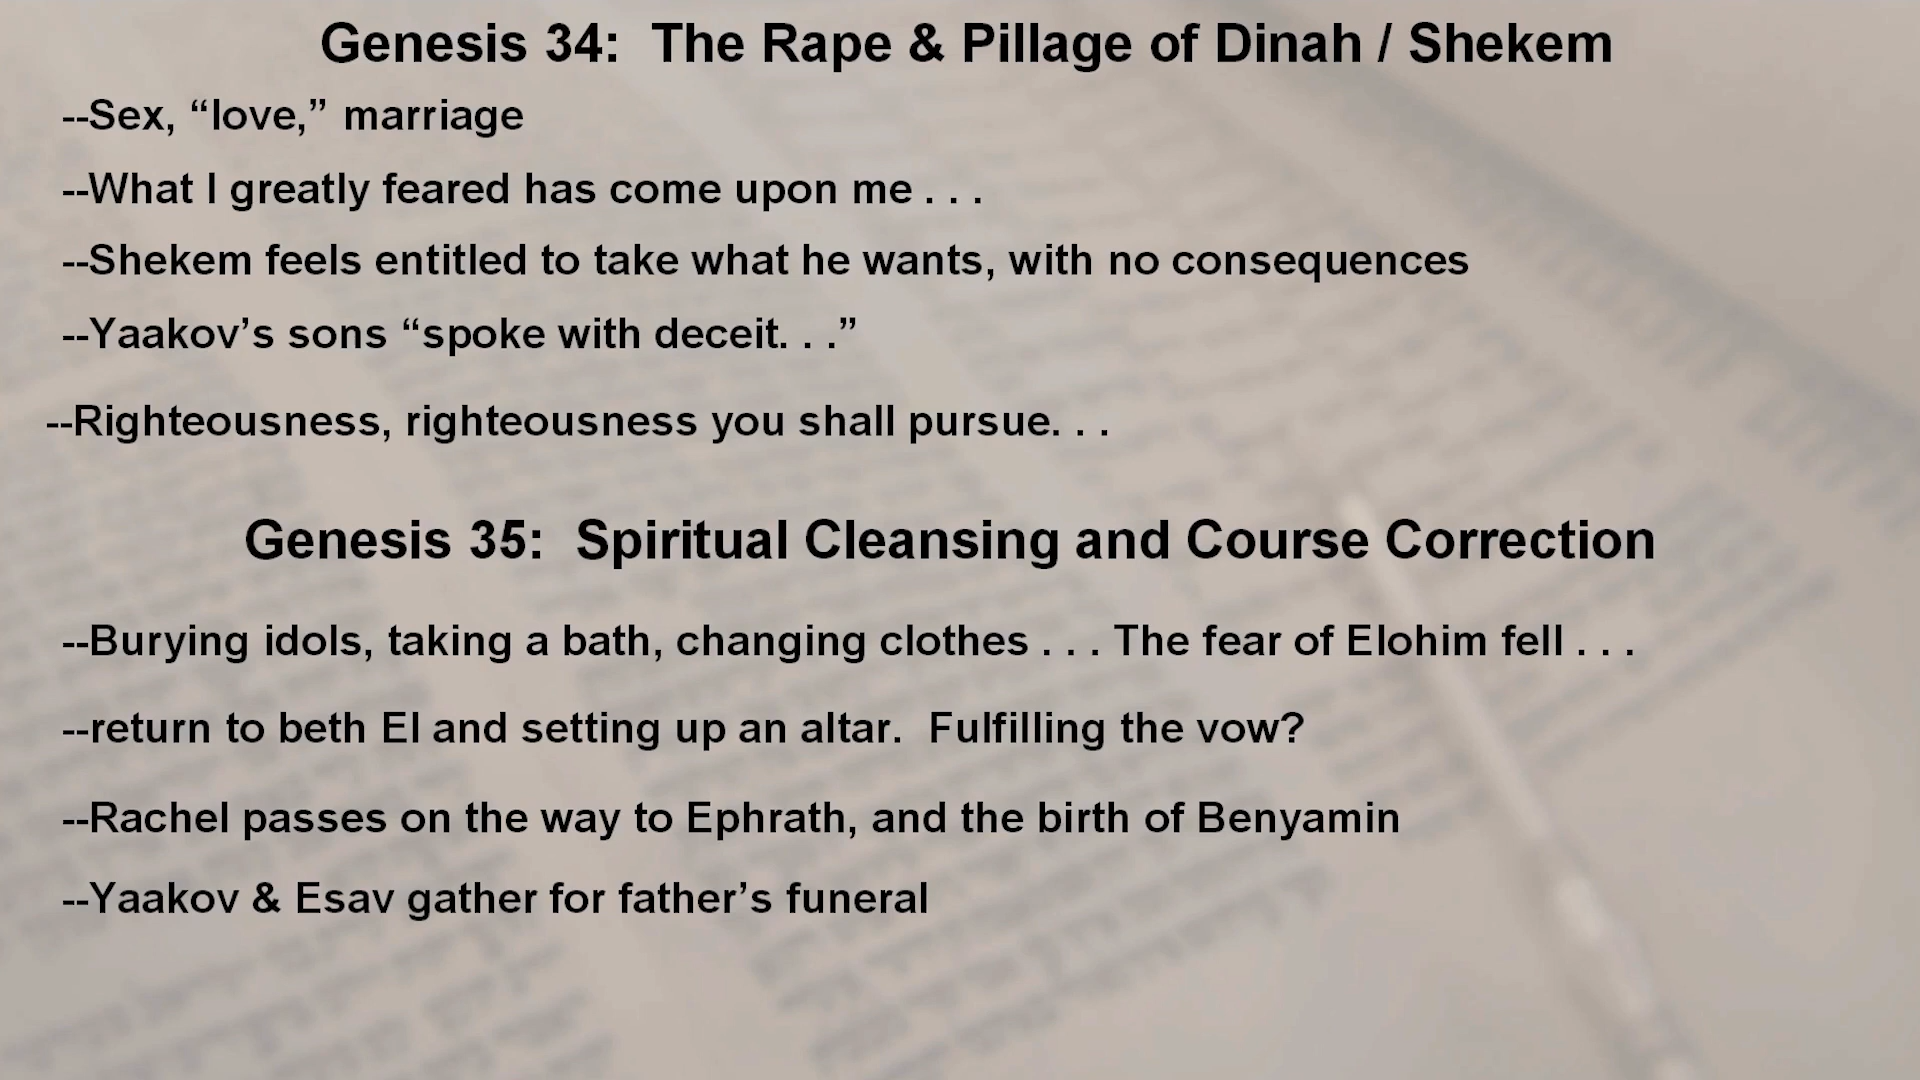 Genesis 34:  The Rape & Pillage of Dinah / Shekem
--Sex, “love,” marriage
--What I greatly feared has come upon me . . .
--Shekem feels entitled to take what he wants, with no consequences
--Yaakov’s sons “spoke with deceit. . .”
--Righteousness, righteousness you shall pursue. . .
Genesis 35:  Spiritual Cleansing and Course Correction
--Burying idols, taking a bath, changing clothes . . . The fear of Elohim fell . . .
--return to beth El and setting up an altar.  Fulfilling the vow?
--Rachel passes on the way to Ephrath, and the birth of Benyamin
--Yaakov & Esav gather for father’s funeral